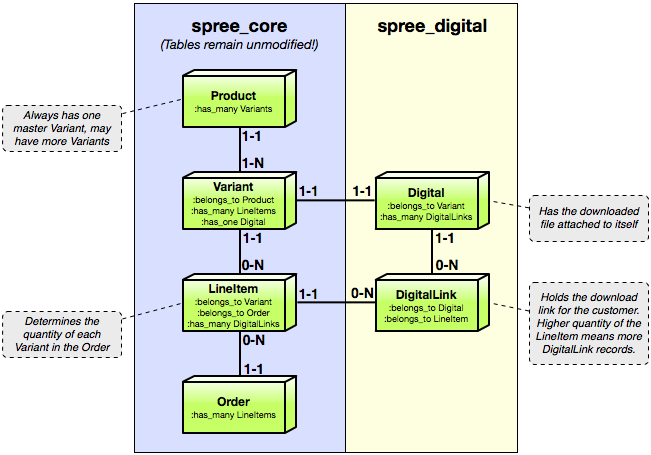 spree_core
(Tables remain unmodified!)
spree_digital
Product
:has_many Variants
Always has one
master Variant, may
have more Variants
1-1
1-N
Variant
:belongs_to Product
:has_many LineItems
:has_one Digital
1-1
1-1
Digital
:belongs_to Variant
:has_many DigitalLinks
Has the downloaded
file attached to itself
1-1
0-N
1-1
0-N
LineItem
:belongs_to Variant
:belongs_to Order
:has_many DigitalLinks
1-1
0-N
DigitalLink
:belongs_to Digital
:belongs_to LineItem
Holds the download
link for the customer.
Higher quantity of the
LineItem means more
DigitalLink records.
Determines the
quantity of each
Variant in the Order
0-N
1-1
Order
:has_many LineItems